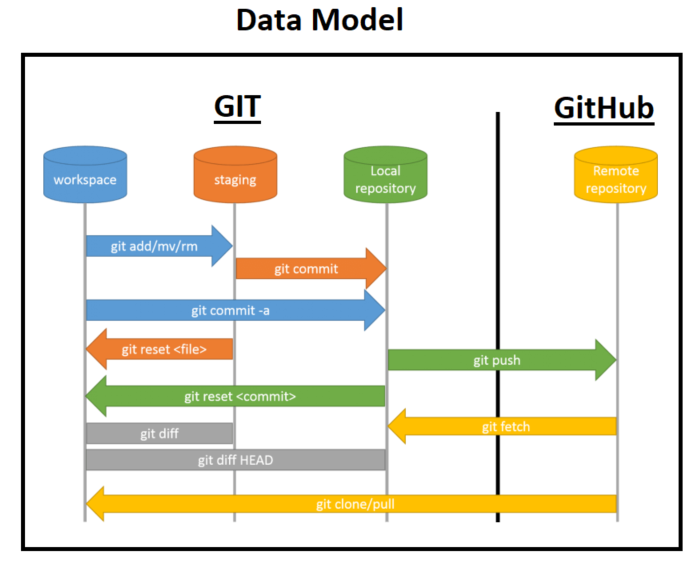 Data Model
GIT
GitHub
workspace
staging
Local
repository
Remote
repository
git add/mv/rm
git commit
git commit -a
git reset <file>
git push
git reset <commit>
git fetch
git diff
git diff HEAD
git clone/pull